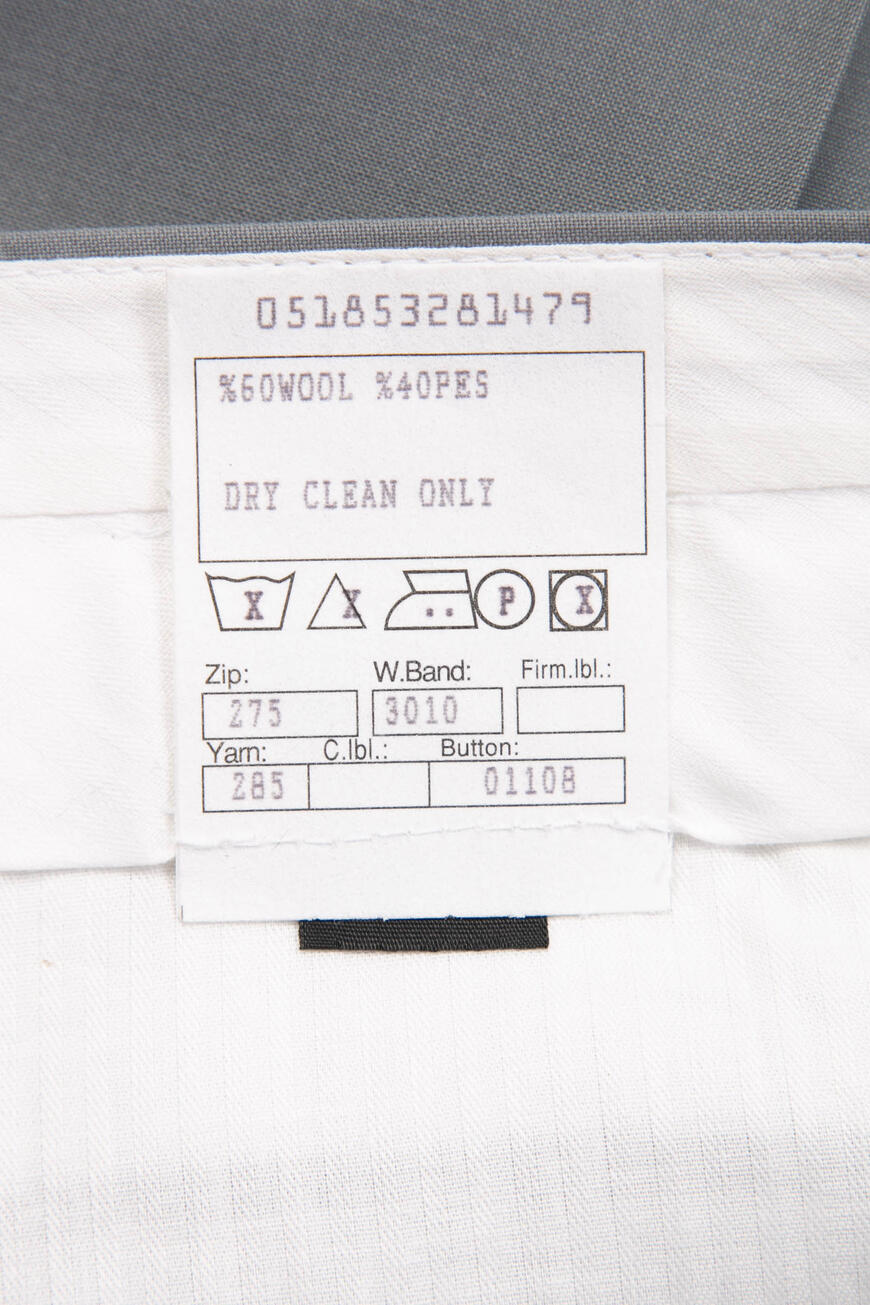 051853281479
%60WOOL %40PES
DRY CLEAN ONLY
X X .. P X
Zip: W.Band: Firm.lbl.:
275 3010
Yarn: C.lbl.: Button:
285 01108